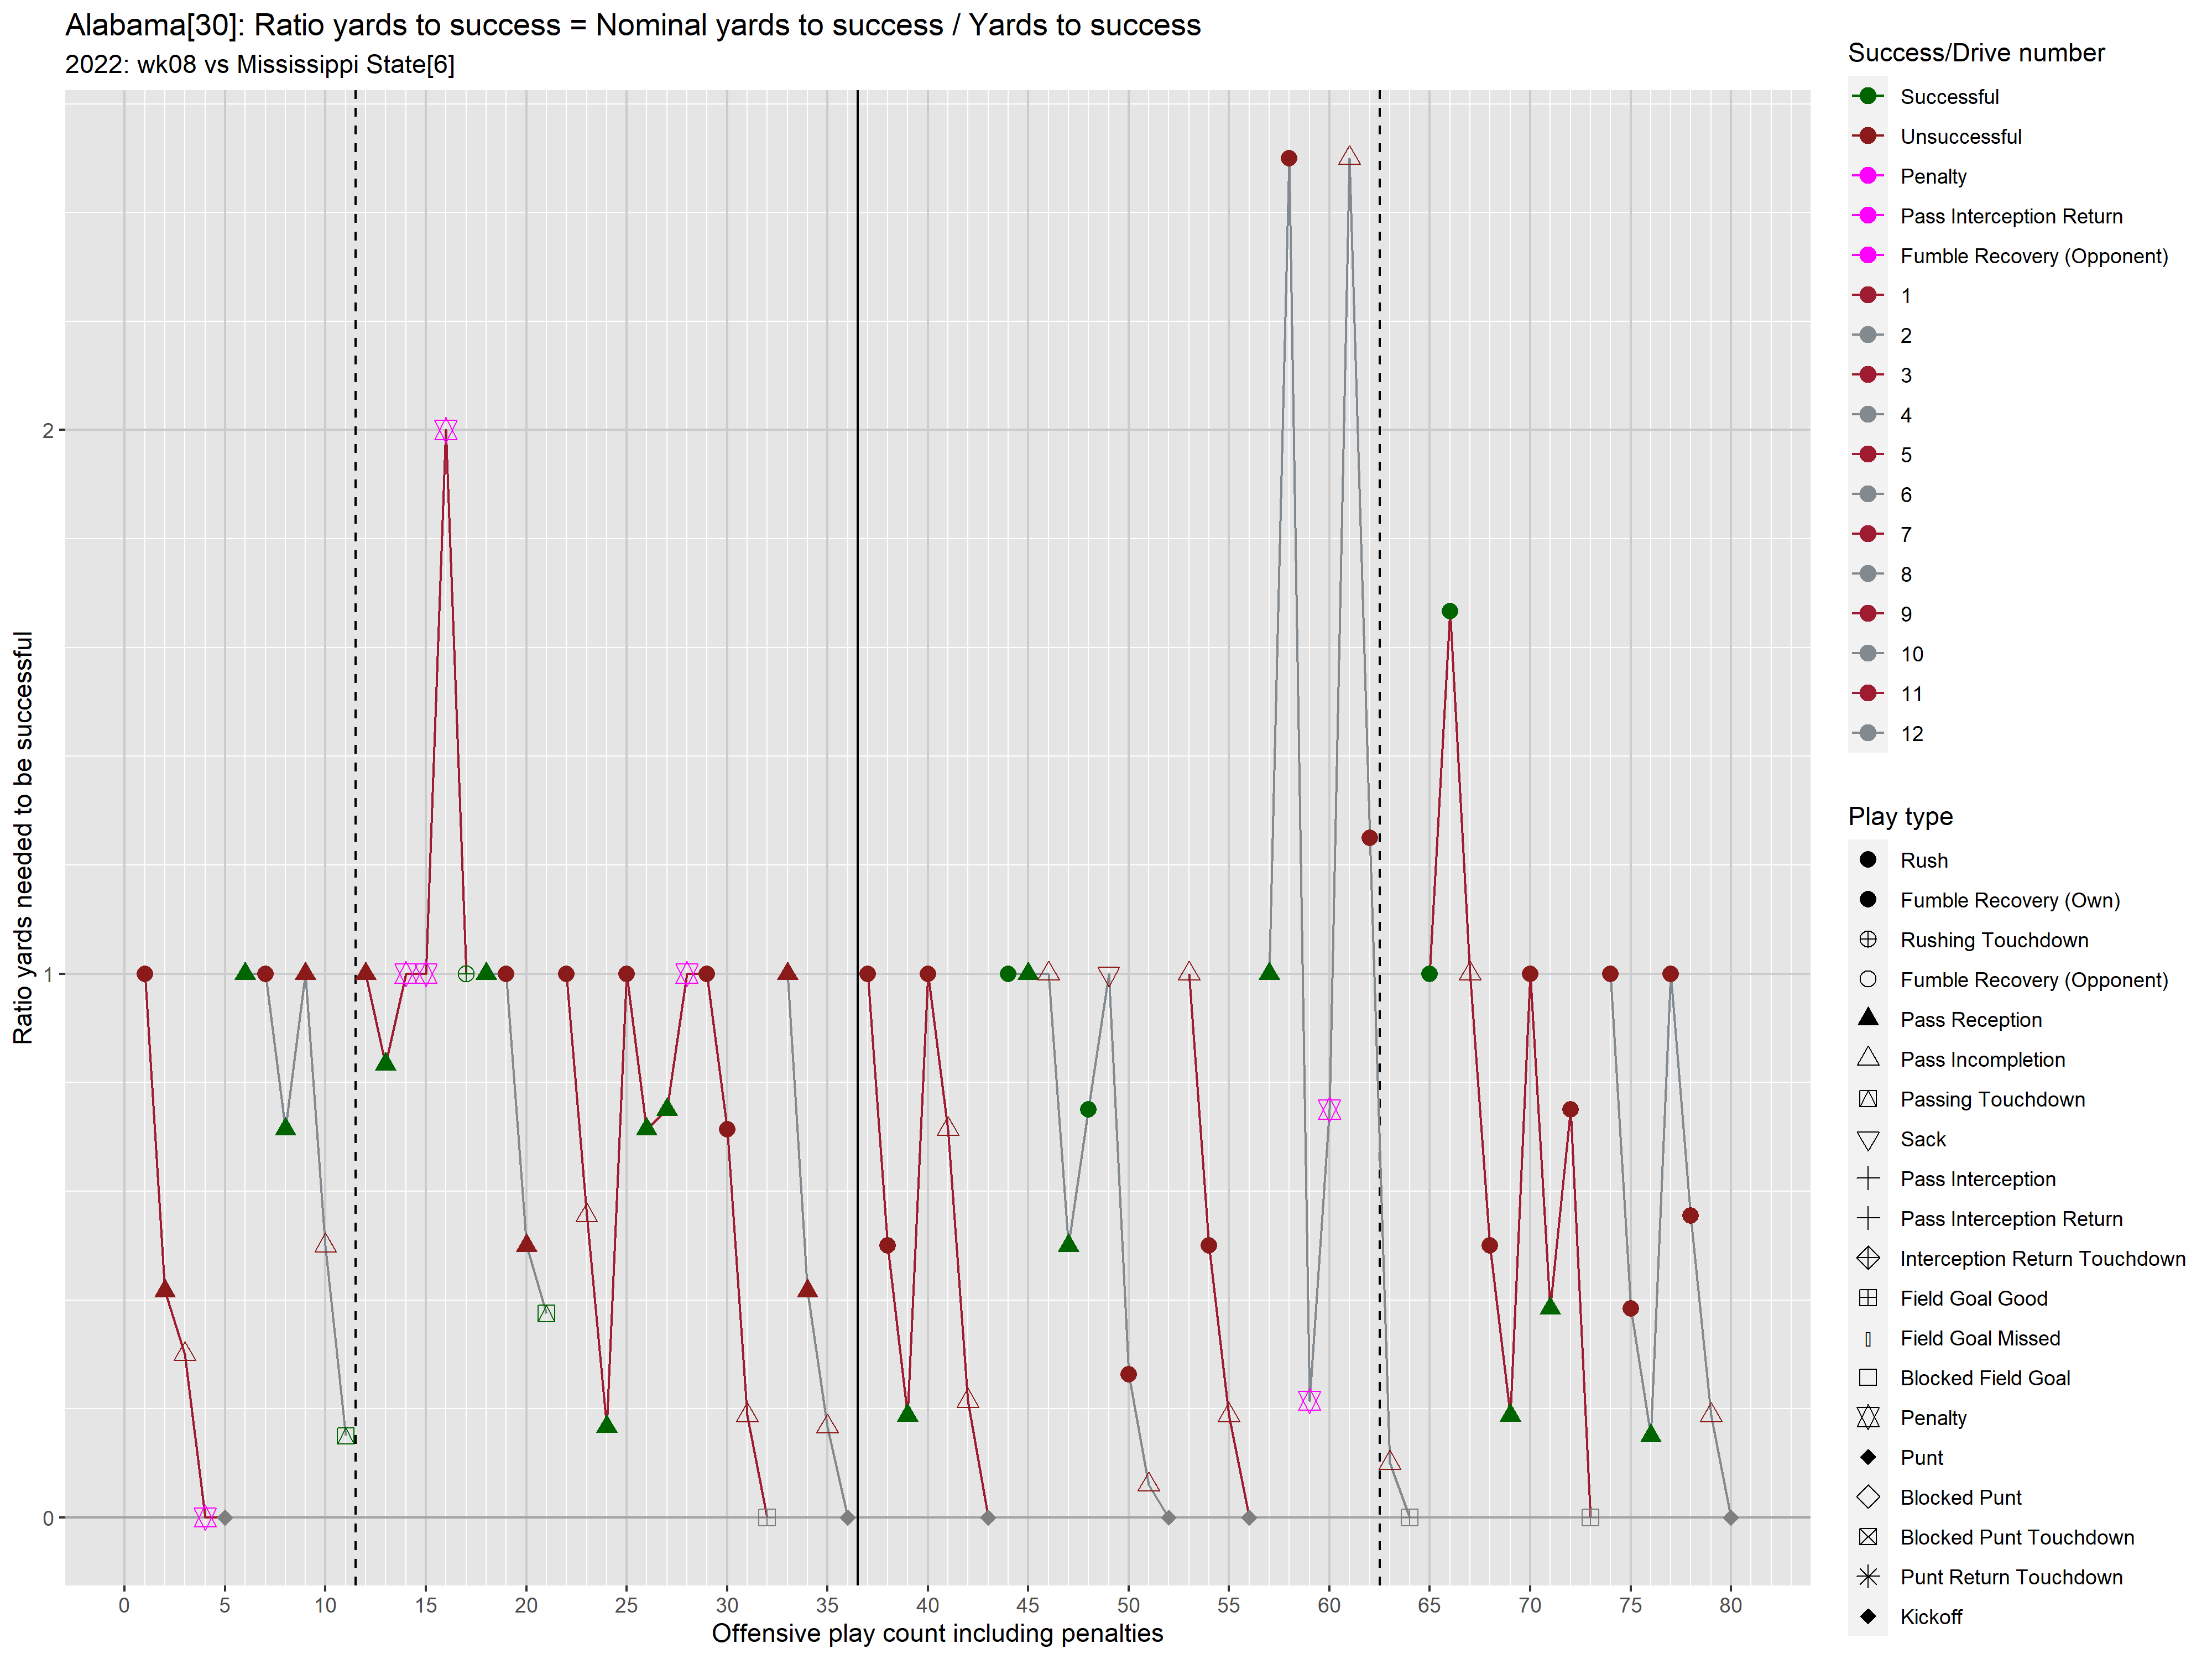 Alabama[30]: Ratio yards to success = Nominal yards to success / Yards to success
2022: wk08 vs Mississippi State[6]
Ratio yards needed to be successful
2
1
0
0 5 10 15 20 25 30 35 40 45 50 55 60 65 70 75 80
Offensive play count including penalties
Success/Drive number
Successful
Unsuccessful
Penalty
Pass Interception Return
Fumble Recovery (Opponent)
1
2
3
4
5
6
7
8
9
10
11
12
Play type
Rush
Fumble Recovery (Own)
Rushing Touchdown
Fumble Recovery (Opponent)
Pass Reception
Pass Incompletion
Passing Touchdown
Sack
Pass Interception
Pass Interception Return
Interception Return Touchdown
Field Goal Good
Field Goal Missed
Blocked Field Goal
Penalty
Punt
Blocked Punt
Blocked Punt Touchdown
Punt Return Touchdown
Kickoff